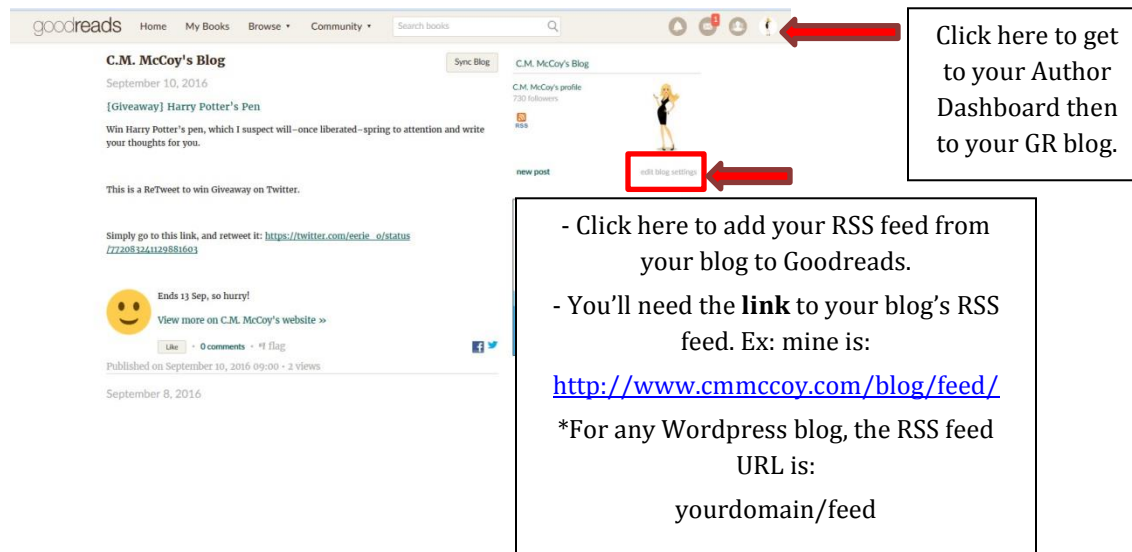 goodreads Home My Books Browse • Community • Search books 1
Click here to get
to your Author
Dashboard then
to your GR blog.
C.M. McCoy's Blog
Sync Blog
September 10, 2016
[Giveaway] Harry Potter's Pen
Win Harry Potter's pen, which I suspect will–once liberated–spring to attention and write
your thoughts for you.
This is a ReTweet to win Giveaway on Twitter.
Simply go to this link, and retweet it: https://twitter.com/eerie_o/status
/772083241129881603
Ends 13 Sep, so hurry!
View more on C.M. McCoy's website »
Like • 0 comments • flag
Published on September 10, 2016 09:00 • 2 views
September 8, 2016
C.M. McCoy's Blog
C.M. McCoy's profile
730 followers
RSS
new post
edit blog settings
- Click here to add your RSS feed from
your blog to Goodreads.
- You'll need the link to your blog's RSS
feed. Ex: mine is:
http://www.cmmccoy.com/blog/feed/
*For any Wordpress blog, the RSS feed
URL is:
yourdomain/feed